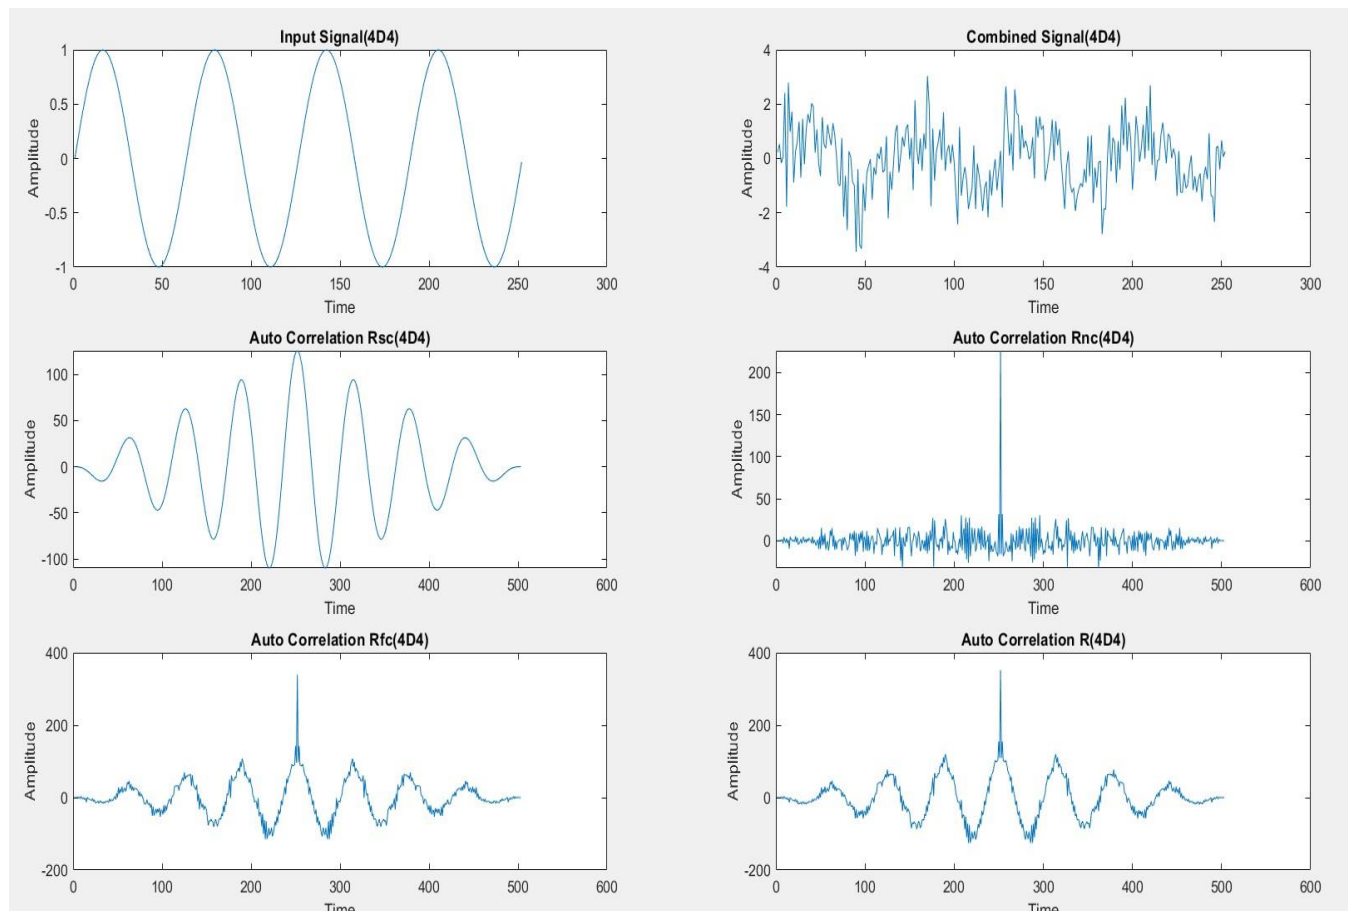 Input Signal(4D4)
1
0.5
0
-0.5
-1
Amplitude
0 50 100 150 200 250 300
Time
Combined Signal(4D4)
4
2
0
-2
-4
Amplitude
0 50 100 150 200 250 300
Time
Auto Correlation Rsc(4D4)
100
50
0
-50
-100
Amplitude
0 100 200 300 400 500 600
Time
Auto Correlation Rnc(4D4)
200
150
100
50
0
Amplitude
0 100 200 300 400 500 600
Time
Auto Correlation Rfc(4D4)
400
200
0
-200
Amplitude
0 100 200 300 400 500 600
Time
Auto Correlation R(4D4)
400
200
0
-200
Amplitude
0 100 200 300 400 500 600
Time